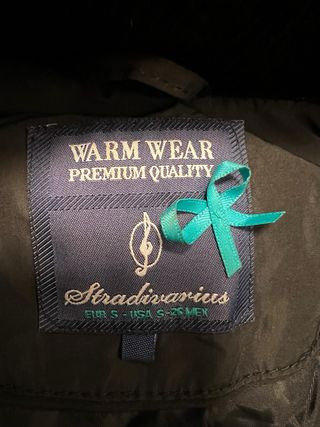 WARM WEAR
PREMIUM QUALITY
Stradivarius
EUR S - USA S - 26 MEX